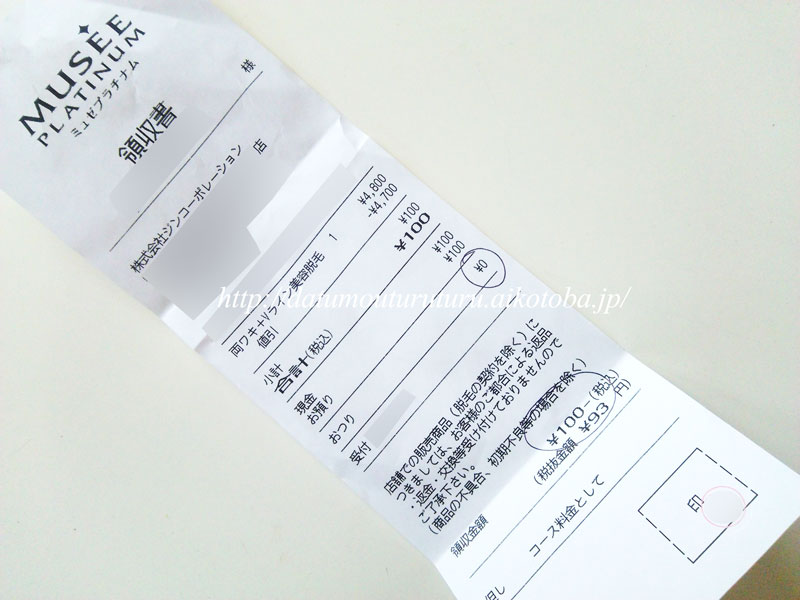 MUSÉE
PLATINUM
ミュゼプラチナム
領収書
様
株式会社ジンコーポレーション
店
両ワキ+Vライン美容脱毛 1 ¥4,800
値引 -¥4,700
小計 ¥100
合計(税込) ¥100
現金 ¥100
お預り ¥100
おつり ¥0
受付
店舗での販売商品(脱毛の契約を除く)に
つきましては、お客様のご都合による返品
・返金・交換等受け付けておりませんので
ご了承下さい。
(商品の不具合、初期不良等の場合を除く)
領収金額 ¥100-(税込)
(税抜金額 ¥93 円)
但し コース料金として
印
http://datumouturuturu.aikotoba.jp/